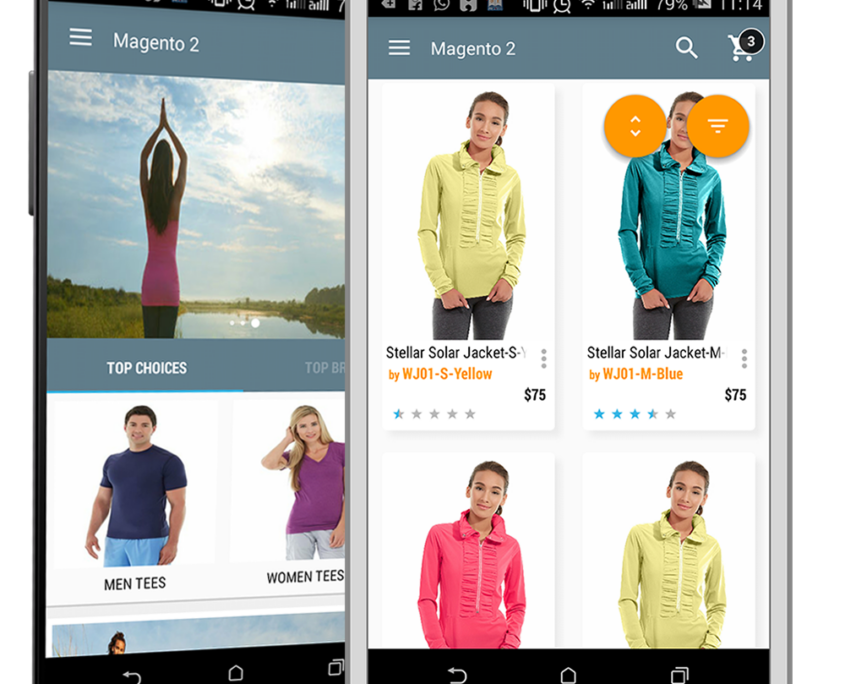 Magento 2
TOP CHOICES
TOP BR
MEN TEES
WOMEN TEES
79%
11:14
Magento 2
3
Stellar Solar Jacket-S-
by WJ01-S-Yellow
$75
Stellar Solar Jacket-M-
by WJ01-M-Blue
$75